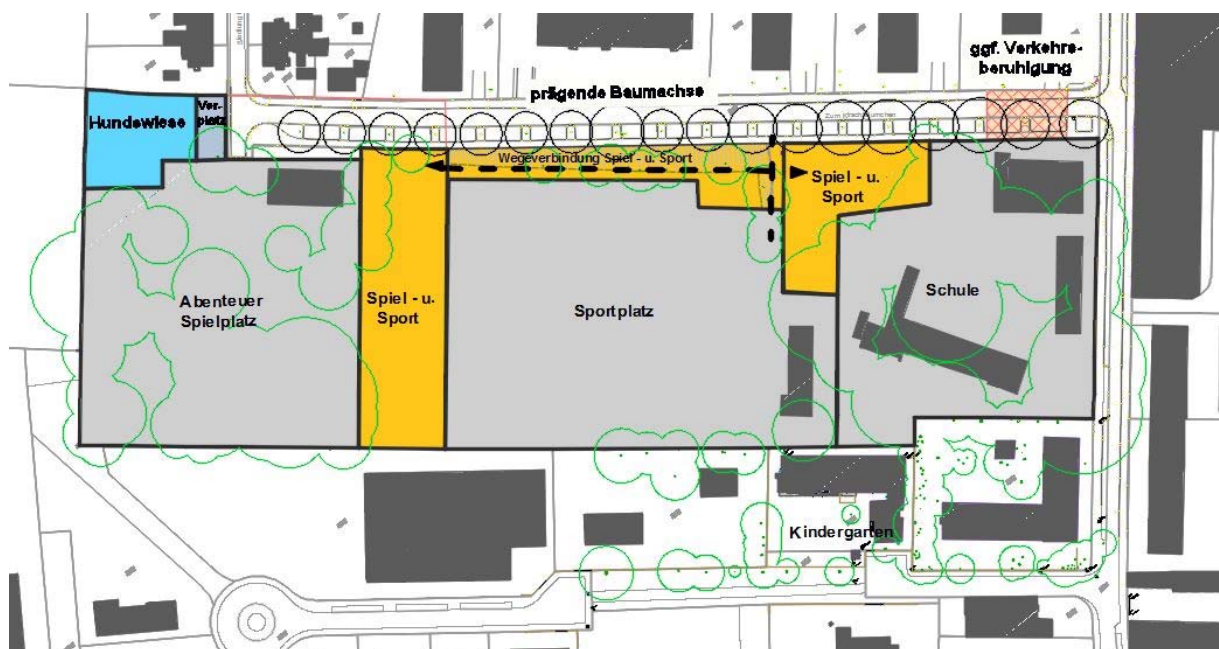 ggf. Verkehrs-
beruhigung
prägende Baumachse
Hundewiese
Vor-
platz
Wegeverbindung Spiel - u. Sport
Spiel - u.
Sport
Abenteuer
Spielplatz
Spiel - u.
Sport
Sportplatz
Schule
Kindergarten